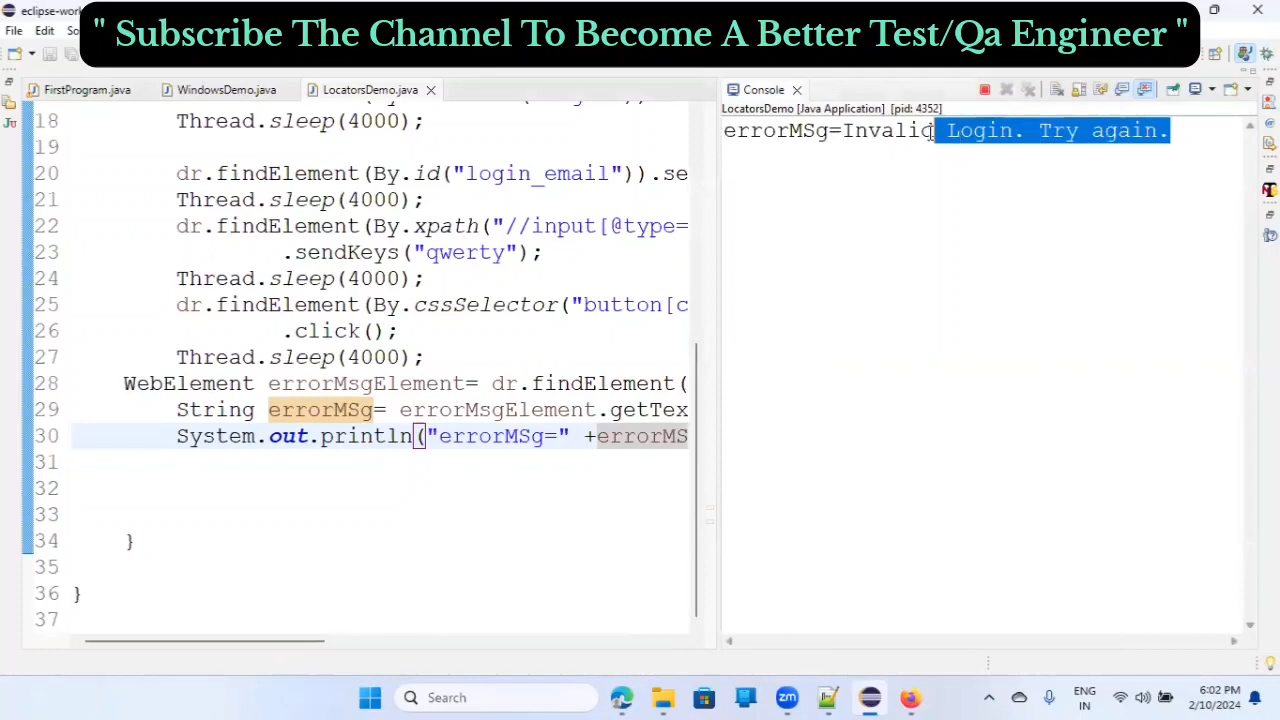 eclipse-work
" Subscribe The Channel To Become A Better Test/Qa Engineer "
File Edit So
FirstProgram.java WindowsDemo.java LocatorsDemo.java
Console
LocatorsDemo [Java Application] [pid: 4352]
errorMSg=Invalid Login. Try again.
18 Thread.sleep(4000);
19
20 dr.findElement(By.id("login_email")).se
21 Thread.sleep(4000);
22 dr.findElement(By.xpath("//input[@type=
23 .sendKeys("qwerty");
24 Thread.sleep(4000);
25 dr.findElement(By.cssSelector("button[c
26 .click();
27 Thread.sleep(4000);
28 WebElement errorMsgElement= dr.findElement(
29 String errorMSg= errorMsgElement.getTex
30 System.out.println("errorMSg=" +errorMS
31
32
33
34 }
35
36 }
37
Search
zm
ENG
IN
6:02 PM
2/10/2024